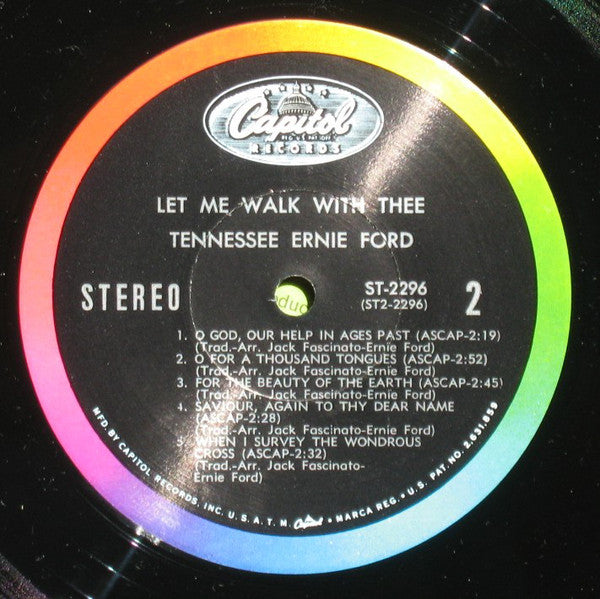 Capitol
RECORDS
LET ME WALK WITH THEE
TENNESSEE ERNIE FORD
STEREO
ST-2296
(ST2-2296)
2
1. O GOD, OUR HELP IN AGES PAST (ASCAP-2:19)
(Trad.-Arr. Jack Fascinato-Ernie Ford)
2. O FOR A THOUSAND TONGUES (ASCAP-2:52)
(Trad.-Arr. Jack Fascinato-Ernie Ford)
3. FOR THE BEAUTY OF THE EARTH (ASCAP-2:45)
(Trad.-Arr. Jack Fascinato-Ernie Ford)
4. SAVIOUR, AGAIN TO THY DEAR NAME
(ASCAP-2:28)
(Trad.-Arr. Jack Fascinato-Ernie Ford)
5. WHEN I SURVEY THE WONDROUS
CROSS (ASCAP-2:32)
(Trad.-Arr. Jack Fascinato-
Ernie Ford)
MFD. BY CAPITOL RECORDS, INC. U.S.A. T.M. Capitol • MARCA REG. • U.S. PAT. NO. 2,631,859